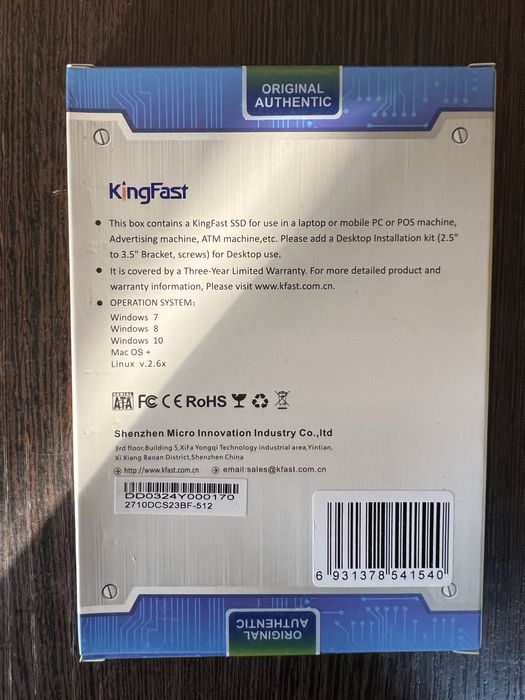 ORIGINAL
AUTHENTIC
KingFast
• This box contains a KingFast SSD for use in a laptop or mobile PC or POS machine,
Advertising machine, ATM machine,etc. Please add a Desktop Installation kit (2.5"
to 3.5" Bracket, screws) for Desktop use.
• It is covered by a Three-Year Limited Warranty. For more detailed product and
warranty information, Please visit www.kfast.com.cn.
• OPERATION SYSTEM:
Windows 7
Windows 8
Windows 10
Mac OS +
Linux v.2.6x
SERIAL ATA FC CE RoHS
Shenzhen Micro Innovation Industry Co.,ltd
3rd floor,Building 5,XiFa Yongqi Technology industrial area,Yintian,
Xi Xiang Baoan District,Shenzhen China
http://www.kfast.com.cn email:sales@kfast.com.cn
DD0324Y000170
2710DCS23BF-512
6 931378 541540
ORIGINAL
AUTHENTIC